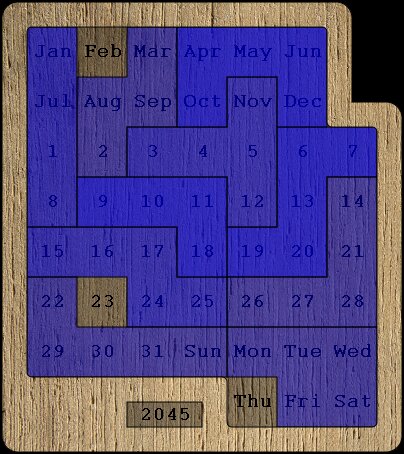 Jan Feb Mar Apr May Jun
Jul Aug Sep Oct Nov Dec
1 2 3 4 5 6 7
8 9 10 11 12 13 14
15 16 17 18 19 20 21
22 23 24 25 26 27 28
29 30 31 Sun Mon Tue Wed
Thu Fri Sat
2045